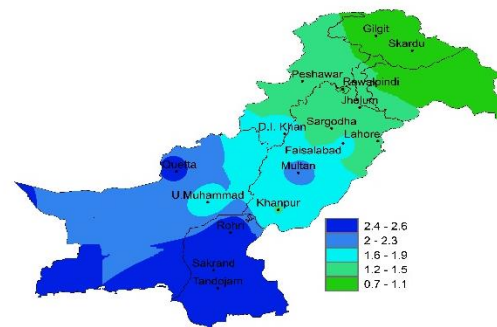 Gilgit
Skardu
Peshawar
Rawalpindi
Jhelum
Sargodha
D.I. Khan
Lahore
Faisalabad
Quetta
Multan
U.Muhammad
Khanpur
Rohri
Sakrand
Tandojam
2.4 - 2.6
2 - 2.3
1.6 - 1.9
1.2 - 1.5
0.7 - 1.1